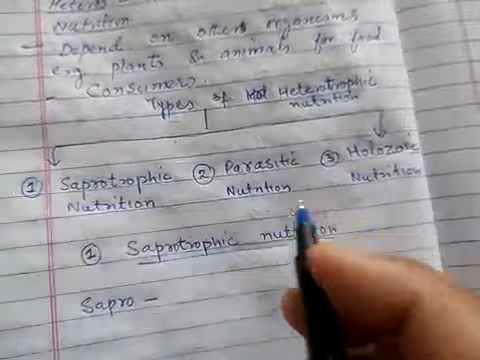 Nutrition
- Depend on others organisms
e.g plants & animals for food
- Consumers.
Types of Heterotrophic
nutrition
① Saprotrophic
Nutrition
② Parasitic
Nutrition
③ Holozoic
Nutrition
① Saprotrophic nutrition
Sapro -